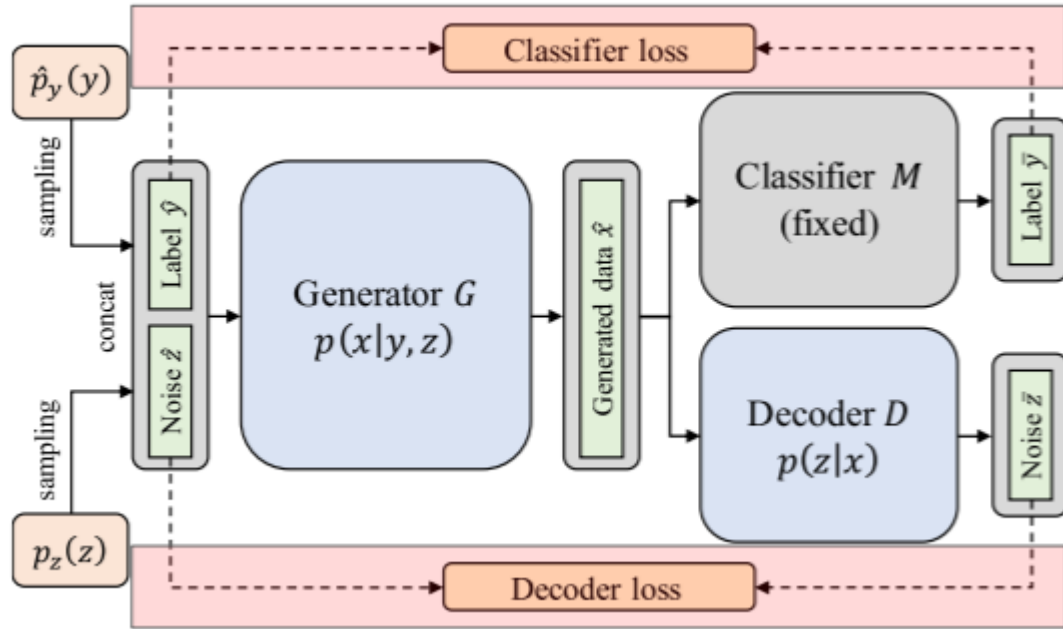 Classifier loss
p̂_y(y)
sampling
concat
sampling
p_z(z)
Label ŷ
Noise ẑ
Generator G
p(x|y, z)
Generated data x̂
Classifier M
(fixed)
Label ȳ
Decoder D
p(z|x)
Noise z̄
Decoder loss